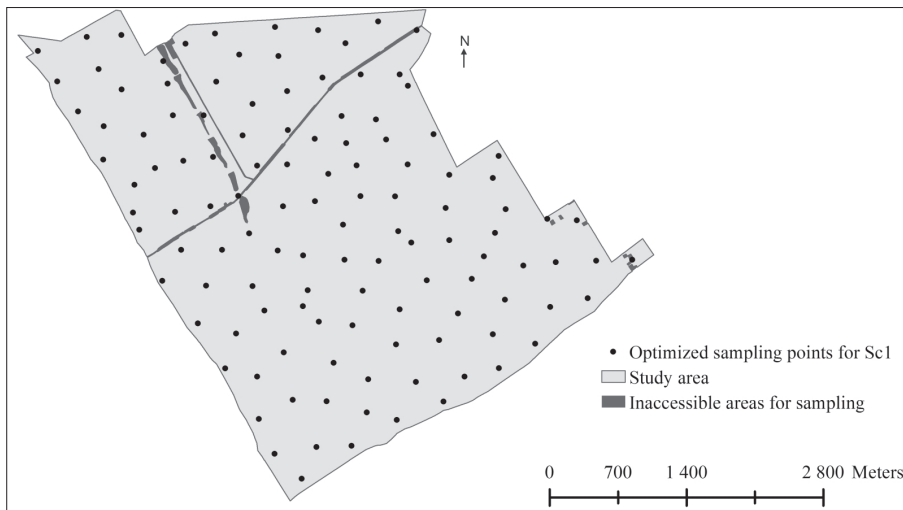 N
Optimized sampling points for Sc1
Study area
Inaccessible areas for sampling
0 700 1 400 2 800 Meters